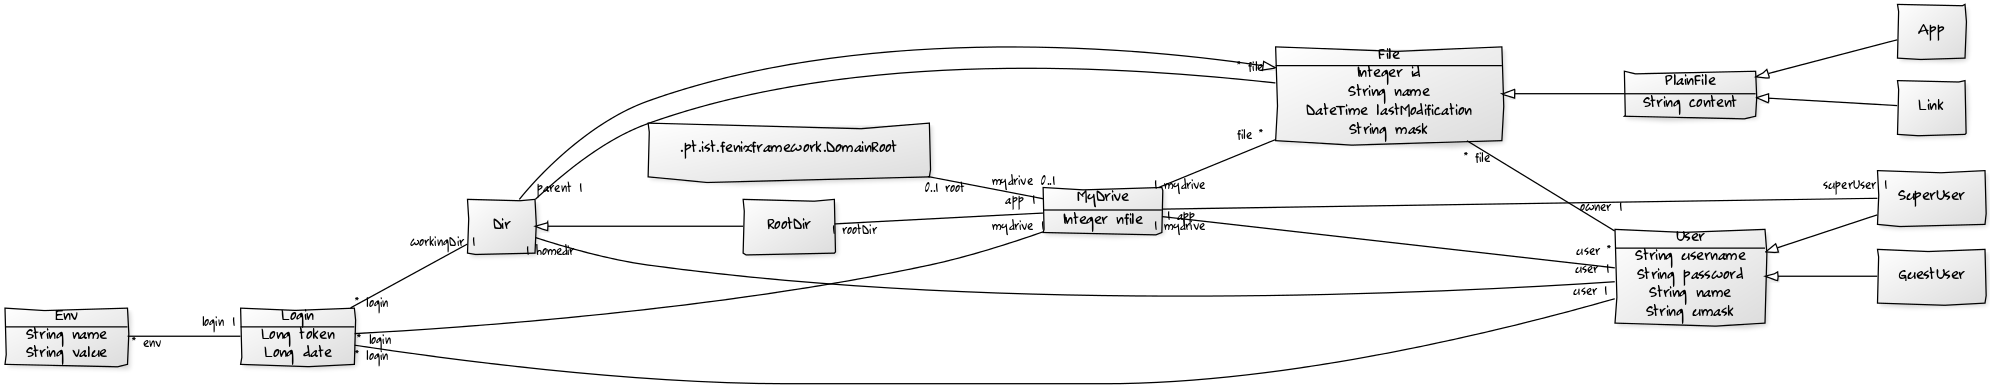 App
File
* file
Integer id
String name
DateTime lastModification
String mask
PlainFile
String content
Link
.pt.ist.fenixframework.DomainRoot
file *
* file
parent 1
0..1 root
mydrive 0..1
1 mydrive
superUser 1
SuperUser
Dir
RootDir
app 1
MyDrive
Integer nfile
1 app
owner 1
1 rootDir
mydrive 1
1 mydrive
workingDir 1
1 homedir
User
String username
String password
String name
String umask
user *
user 1
user 1
GuestUser
* login
Env
String name
String value
* env
login 1
Login
Long token
Long date
* login
* login